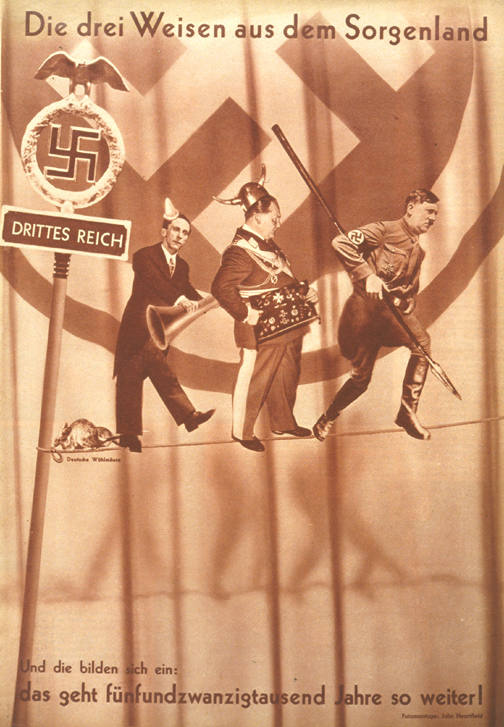 Die drei Weisen aus dem Sorgenland
DRITTES REICH
Deutsche Wühlmäuse
Und die bilden sich ein:
das geht fünfundzwanzigtausend Jahre so weiter!
Fotomontage: John Heartfield